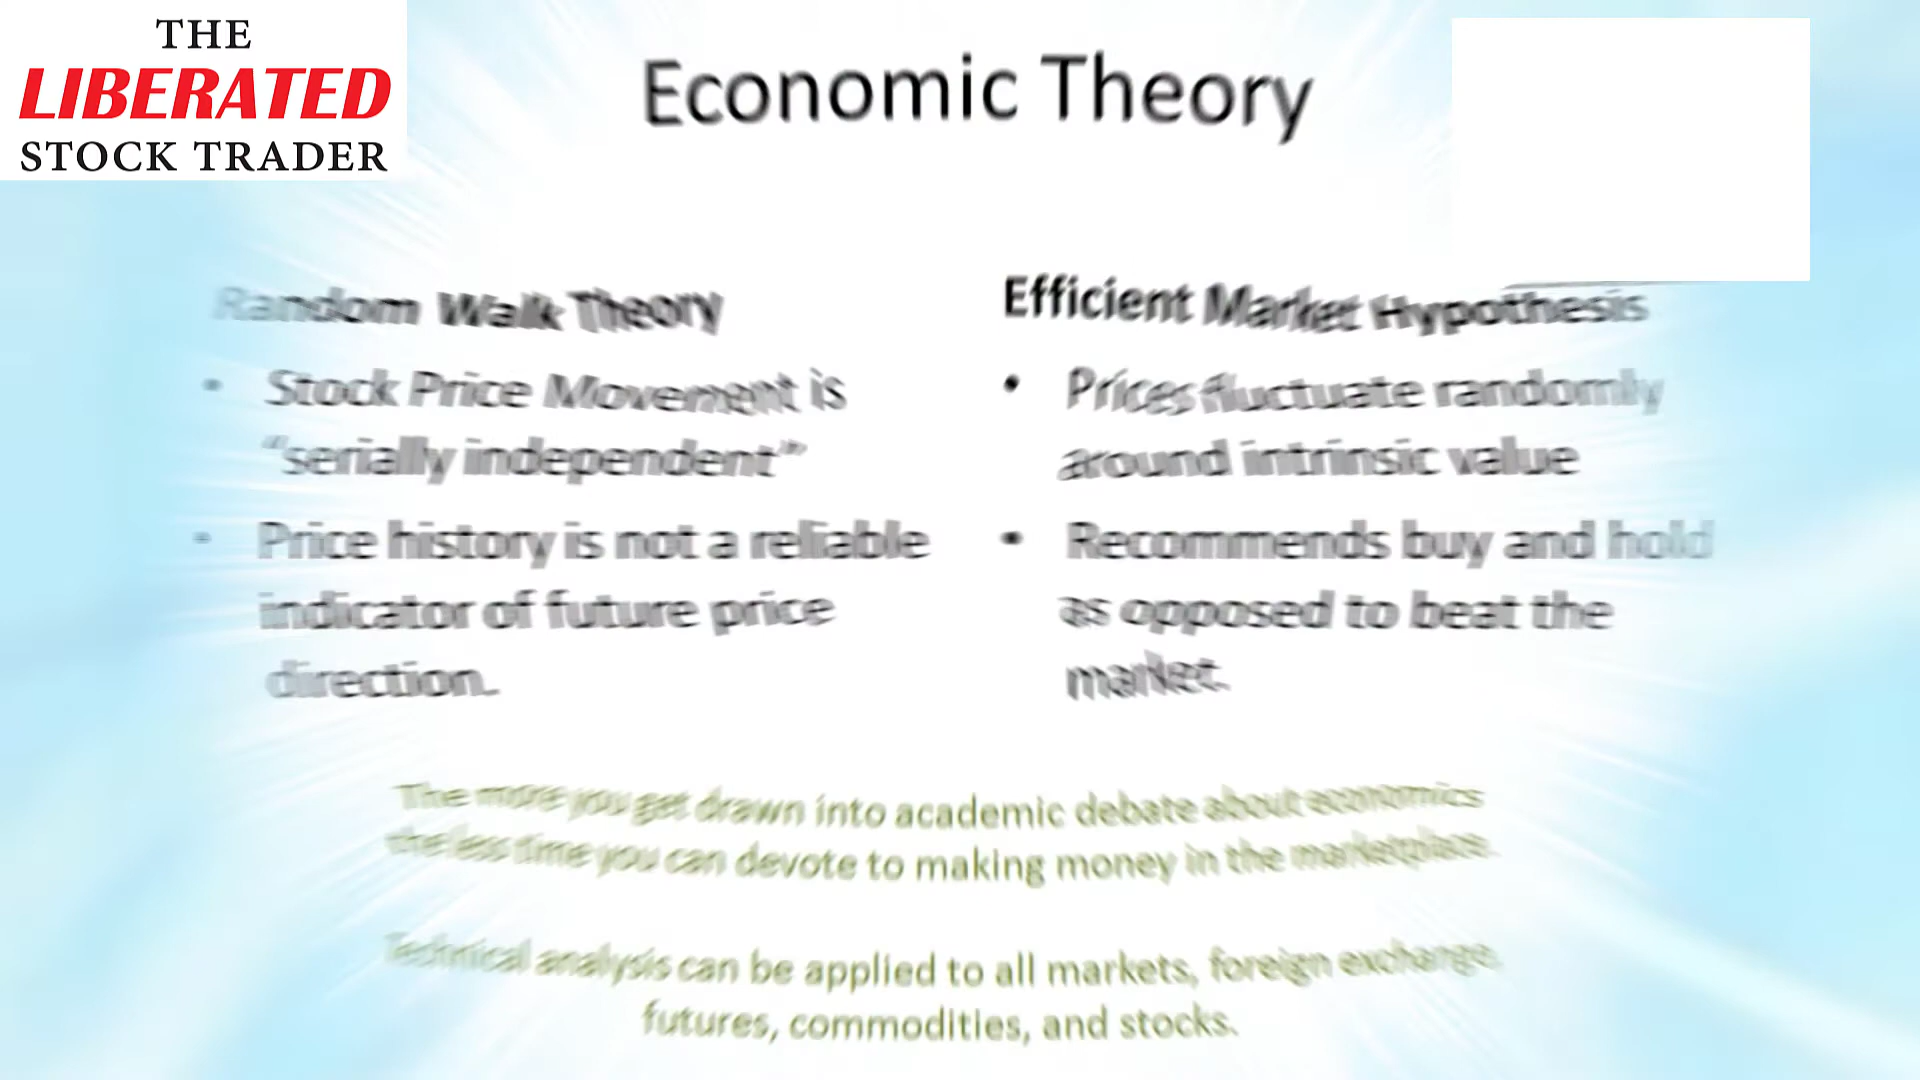 THE
LIBERATED
STOCK TRADER
Economic Theory
Random Walk Theory
• Stock Price Movement is
“serially independent”
• Price history is not a reliable
indicator of future price
direction.
Efficient Market Hypothesis
• Prices fluctuate randomly
around intrinsic value
• Recommends buy and hold
as opposed to beat the
market.
The more you get drawn into academic debate about economics
the less time you can devote to making money in the marketplace.
Technical analysis can be applied to all markets, foreign exchange,
futures, commodities, and stocks.